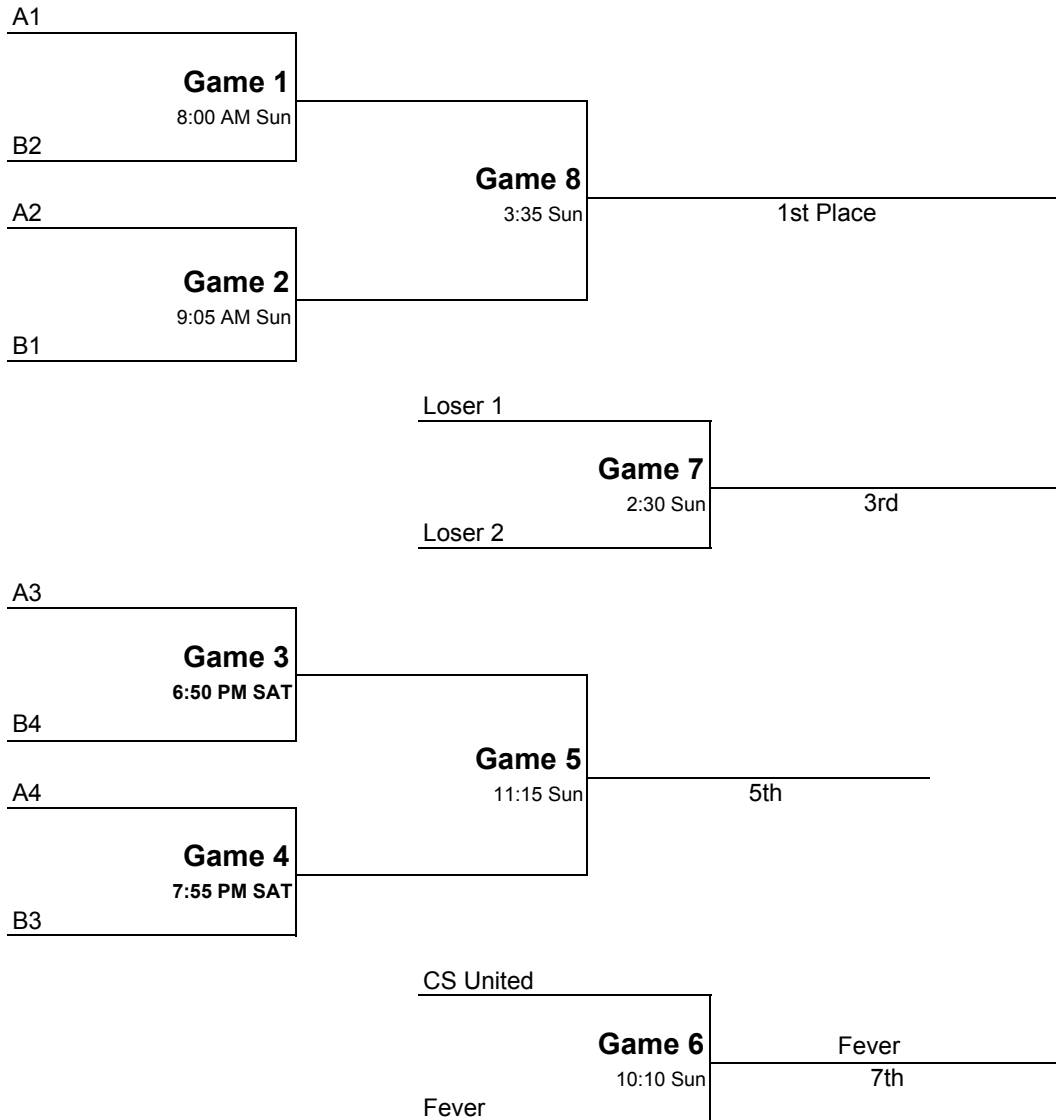 A1
Game 1
8:00 AM Sun
B2
Game 8
3:35 Sun
1st Place
A2
Game 2
9:05 AM Sun
B1
Loser 1
Game 7
2:30 Sun
3rd
Loser 2
A3
Game 3
6:50 PM SAT
B4
Game 5
11:15 Sun
5th
A4
Game 4
7:55 PM SAT
B3
CS United
Game 6
10:10 Sun
Fever
7th
Fever